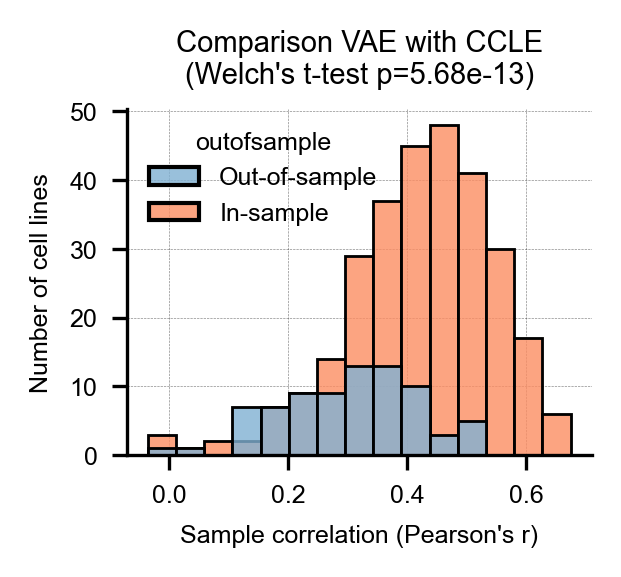 Comparison VAE with CCLE
(Welch's t-test p=5.68e-13)
50
outofsample
Out-of-sample
40
In-sample
30
20
10
0
Number of cell lines
0.0 0.2 0.4 0.6
Sample correlation (Pearson's r)